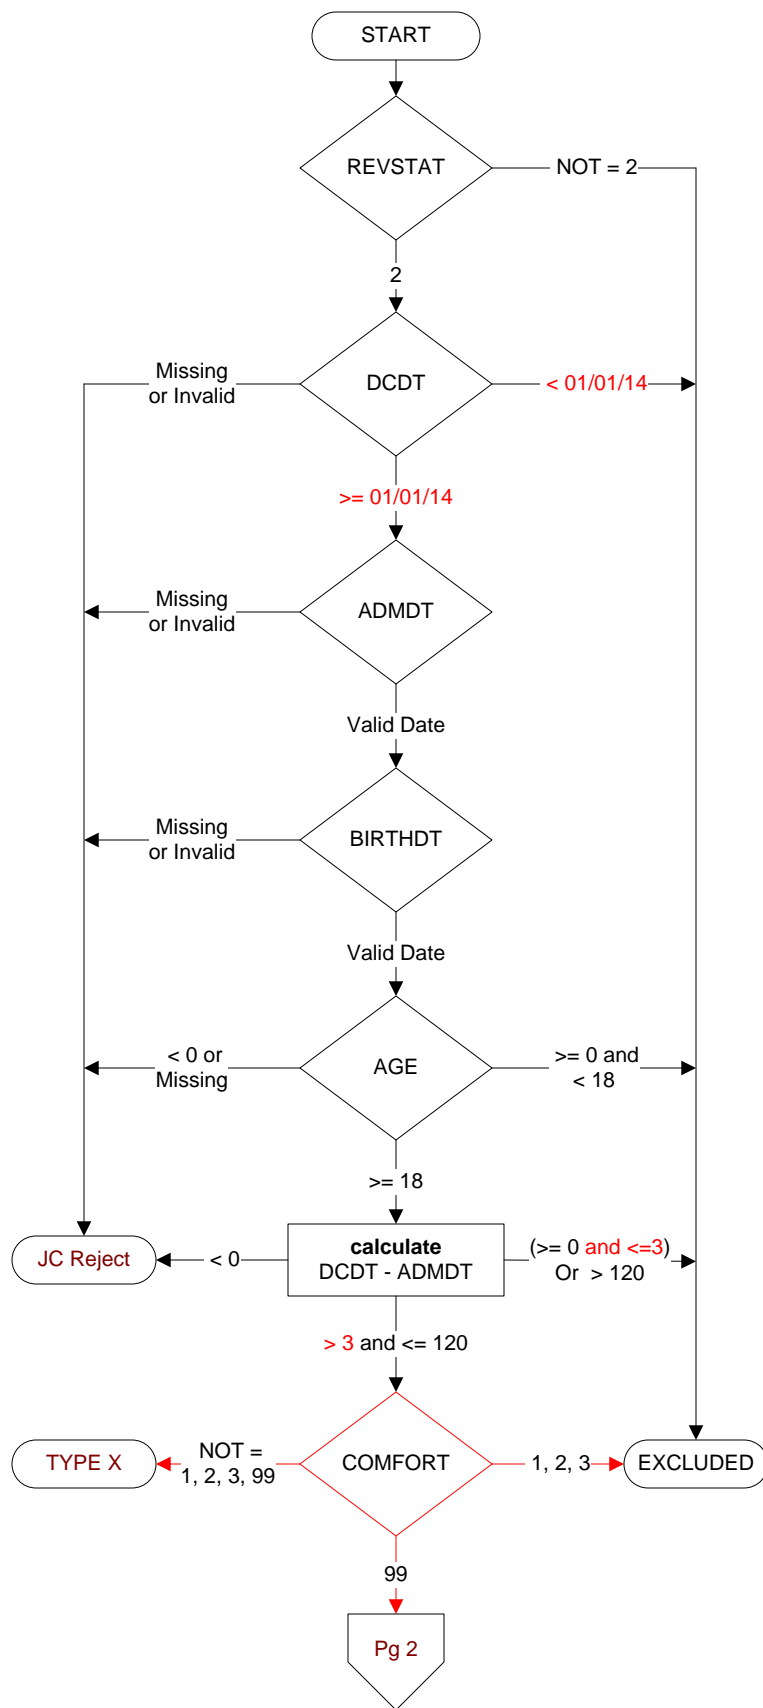 START
REVSTAT
NOT = 2
2
Missing
or Invalid
DCDT
< 01/01/14
>= 01/01/14
Missing
or Invalid
ADMDT
Valid Date
Missing
or Invalid
BIRTHDT
Valid Date
< 0 or
Missing
AGE
>= 0 and
< 18
>= 18
JC Reject
< 0
calculate
DCDT - ADMDT
(>= 0 and <=3)
Or > 120
> 3 and <= 120
TYPE X
NOT =
1, 2, 3, 99
COMFORT
1, 2, 3
EXCLUDED
99
Pg 2